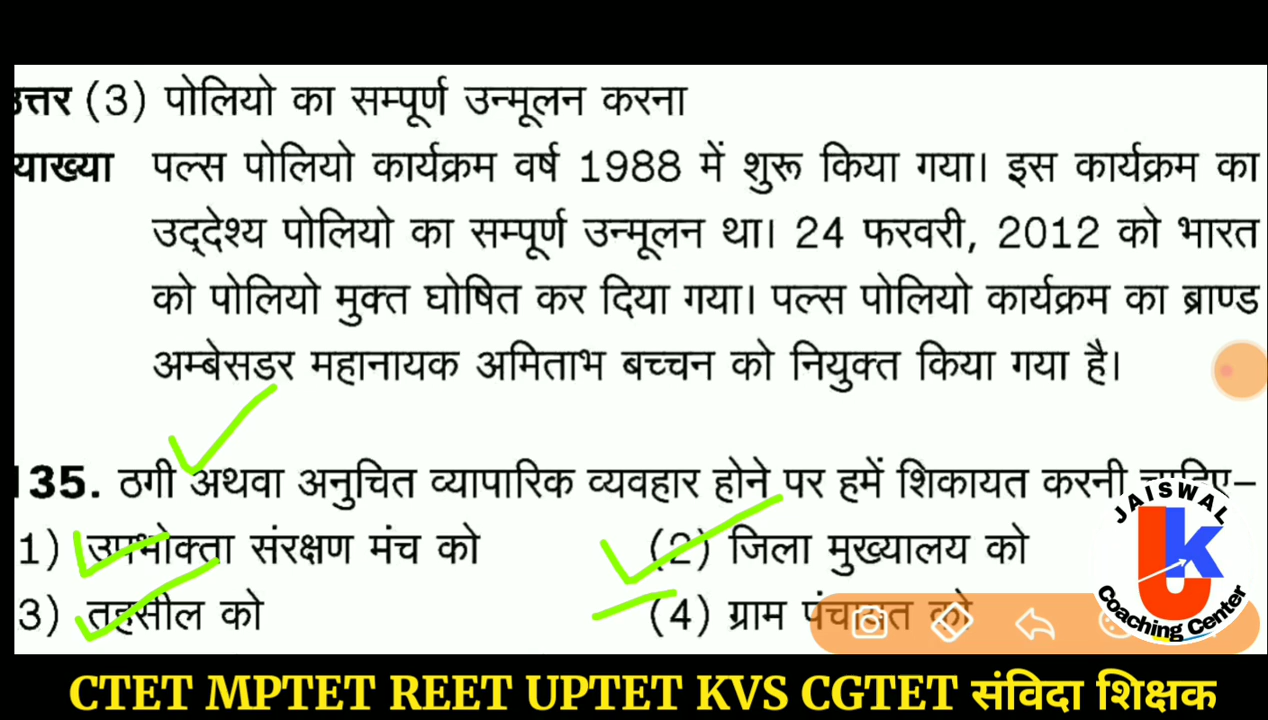 उत्तर (3) पोलियो का सम्पूर्ण उन्मूलन करना
याख्या पल्स पोलियो कार्यक्रम वर्ष 1988 में शुरू किया गया। इस कार्यक्रम का
उद्देश्य पोलियो का सम्पूर्ण उन्मूलन था। 24 फरवरी, 2012 को भारत
को पोलियो मुक्त घोषित कर दिया गया। पल्स पोलियो कार्यक्रम का ब्राण्ड
अम्बेसडर महानायक अमिताभ बच्चन को नियुक्त किया गया है।
135. ठगी अथवा अनुचित व्यापारिक व्यवहार होने पर हमें शिकायत करनी चाहिए–
1) उपभोक्ता संरक्षण मंच को (2) जिला मुख्यालय को
3) तहसील को (4) ग्राम पंचायत को
JAISWAL
UK
Coaching Center
CTET MPTET REET UPTET KVS CGTET संविदा शिक्षक